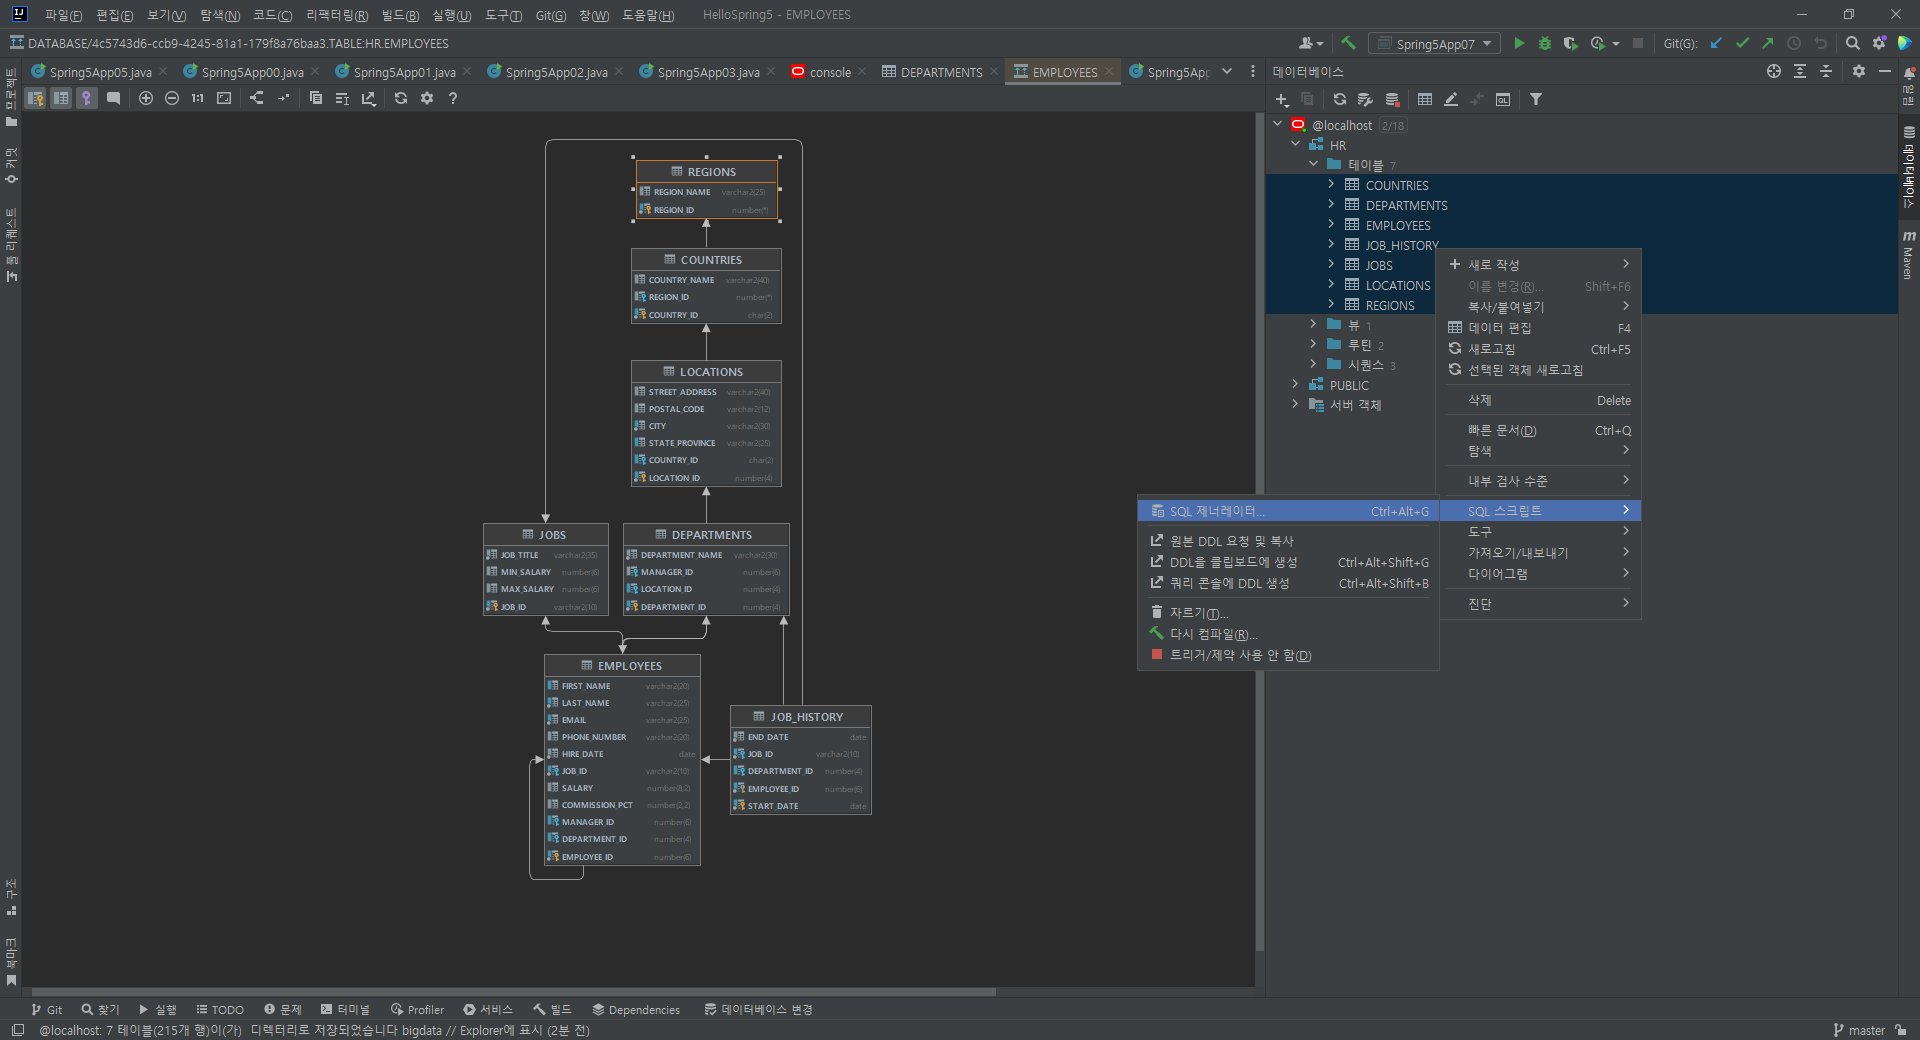 파일(F) 편집(E) 보기(V) 탐색(N) 코드(C) 리팩터링(R) 빌드(B) 실행(U) 도구(T) Git(G) 창(W) 도움말(H) HelloSpring5 - EMPLOYEES
DATABASE/4c5743d6-ccb9-4245-81a1-179f8a76baa3.TABLE:HR.EMPLOYEES
Spring5App07
Git(G):
Spring5App05.java Spring5App00.java Spring5App01.java Spring5App02.java Spring5App03.java console DEPARTMENTS EMPLOYEES Spring5App
1:1
프로젝트
커밋
풀 리퀘스트
구조
북마크
REGIONS
REGION_NAME varchar2(25)
REGION_ID number(*)
COUNTRIES
COUNTRY_NAME varchar2(40)
REGION_ID number(*)
COUNTRY_ID char(2)
LOCATIONS
STREET_ADDRESS varchar2(40)
POSTAL_CODE varchar2(12)
CITY varchar2(30)
STATE_PROVINCE varchar2(25)
COUNTRY_ID char(2)
LOCATION_ID number(4)
JOBS
JOB_TITLE varchar2(35)
MIN_SALARY number(6)
MAX_SALARY number(6)
JOB_ID varchar2(10)
DEPARTMENTS
DEPARTMENT_NAME varchar2(30)
MANAGER_ID number(6)
LOCATION_ID number(4)
DEPARTMENT_ID number(4)
EMPLOYEES
FIRST_NAME varchar2(20)
LAST_NAME varchar2(25)
EMAIL varchar2(25)
PHONE_NUMBER varchar2(20)
HIRE_DATE date
JOB_ID varchar2(10)
SALARY number(8,2)
COMMISSION_PCT number(2,2)
MANAGER_ID number(6)
DEPARTMENT_ID number(4)
EMPLOYEE_ID number(6)
JOB_HISTORY
END_DATE date
JOB_ID varchar2(10)
DEPARTMENT_ID number(4)
EMPLOYEE_ID number(6)
START_DATE date
데이터베이스
@localhost 2/18
HR
테이블 7
COUNTRIES
DEPARTMENTS
EMPLOYEES
JOB_HISTORY
JOBS
LOCATIONS
REGIONS
뷰 1
루틴 2
시퀀스 3
PUBLIC
서버 객체
새로 작성
이름 변경(R)... Shift+F6
복사/붙여넣기
데이터 편집 F4
새로고침 Ctrl+F5
선택된 객체 새로고침
삭제 Delete
빠른 문서(D) Ctrl+Q
탐색
내부 검사 수준
SQL 스크립트
도구
가져오기/내보내기
다이어그램
진단
SQL 제너레이터... Ctrl+Alt+G
원본 DDL 요청 및 복사
DDL을 클립보드에 생성 Ctrl+Alt+Shift+G
쿼리 콘솔에 DDL 생성 Ctrl+Alt+Shift+B
자르기(T)...
다시 컴파일(R)...
트리거/제약 사용 안 함(D)
알림
데이터베이스
Maven
Git 찾기 실행 TODO 문제 터미널 Profiler 서비스 빌드 Dependencies 데이터베이스 변경
@localhost: 7 테이블(215개 행)이(가) 디렉터리로 저장되었습니다 bigdata // Explorer에 표시 (2분 전)
master